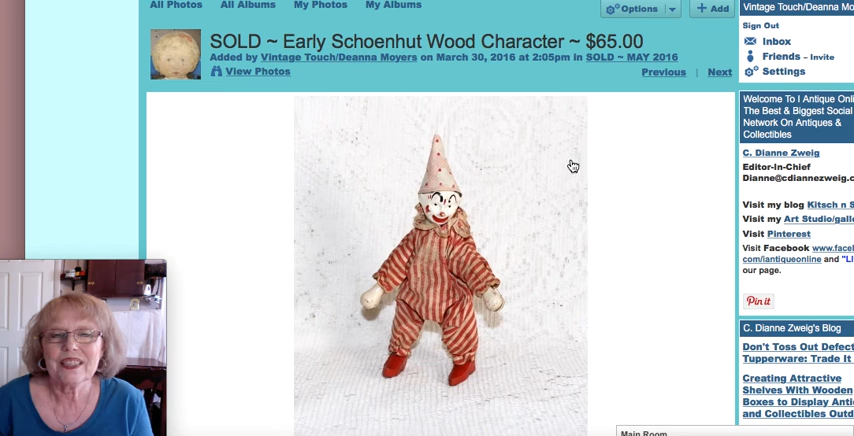 All Photos All Albums My Photos My Albums
Options
Add
SOLD ~ Early Schoenhut Wood Character ~ $65.00
Added by Vintage Touch/Deanna Moyers on March 30, 2016 at 2:05pm in SOLD ~ MAY 2016
View Photos
Previous | Next
Vintage Touch/Deanna Mo
Sign Out
Inbox
Friends – Invite
Settings
Welcome To I Antique Onli
The Best & Biggest Social
Network On Antiques &
Collectibles
C. Dianne Zweig
Editor-In-Chief
Dianne@cdiannezweig.c
Visit my blog Kitsch n S
Visit my Art Studio/galle
Visit Pinterest
Visit Facebook www.face
com/iantiqueonline and "Li
our page.
Pin it
C. Dianne Zweig's Blog
Don't Toss Out Defect
Tupperware: Trade It
Creating Attractive
Shelves With Wooden
Boxes to Display Anti
and Collectibles Outd
Main Room